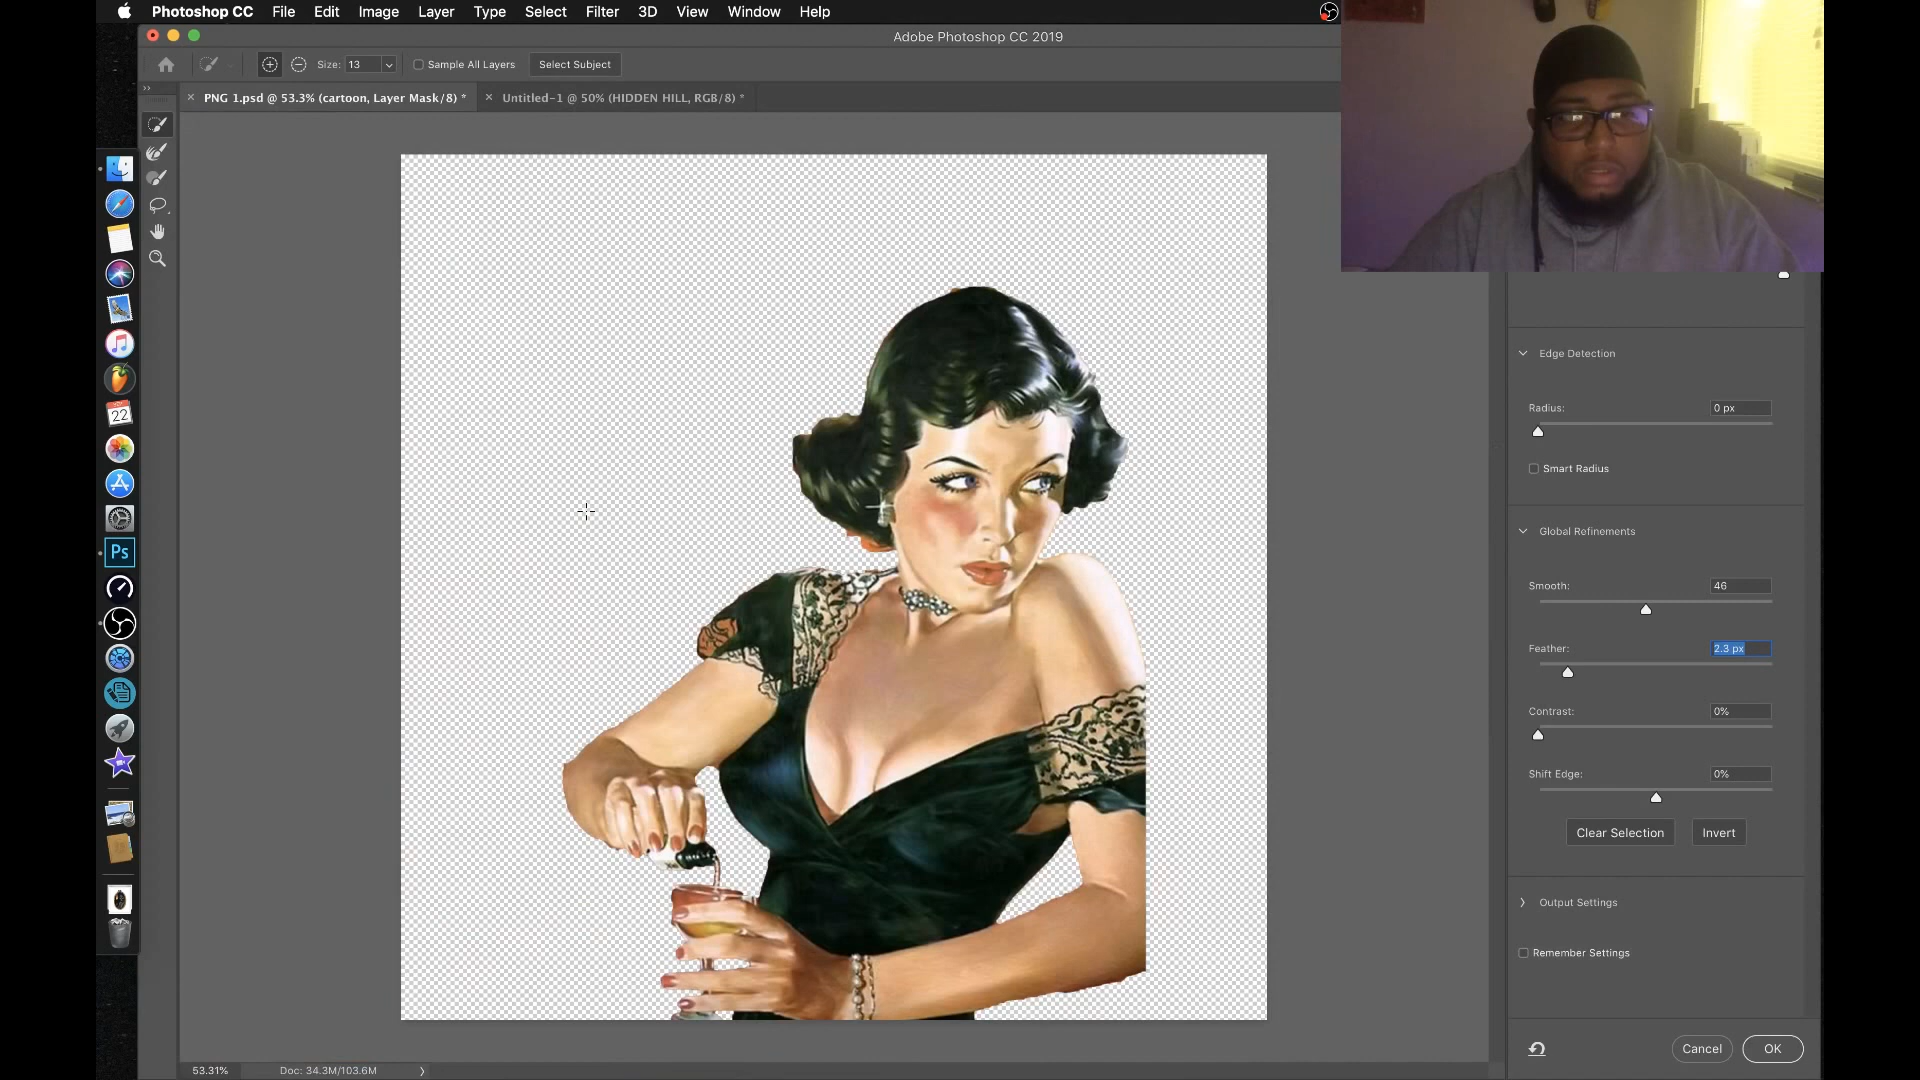 Photoshop CC File Edit Image Layer Type Select Filter 3D View Window Help
Adobe Photoshop CC 2019
Size: 13 Sample All Layers Select Subject
PNG 1.psd @ 53.3% (cartoon, Layer Mask/8) * Untitled-1 @ 50% (HIDDEN HILL, RGB/8) *
Edge Detection
Radius: 0 px
Smart Radius
22
Global Refinements
Ps
Smooth: 46
Feather: 2.3 px
Contrast: 0%
Shift Edge: 0%
Clear Selection Invert
Output Settings
Remember Settings
Cancel OK
53.31% Doc: 34.3M/103.6M